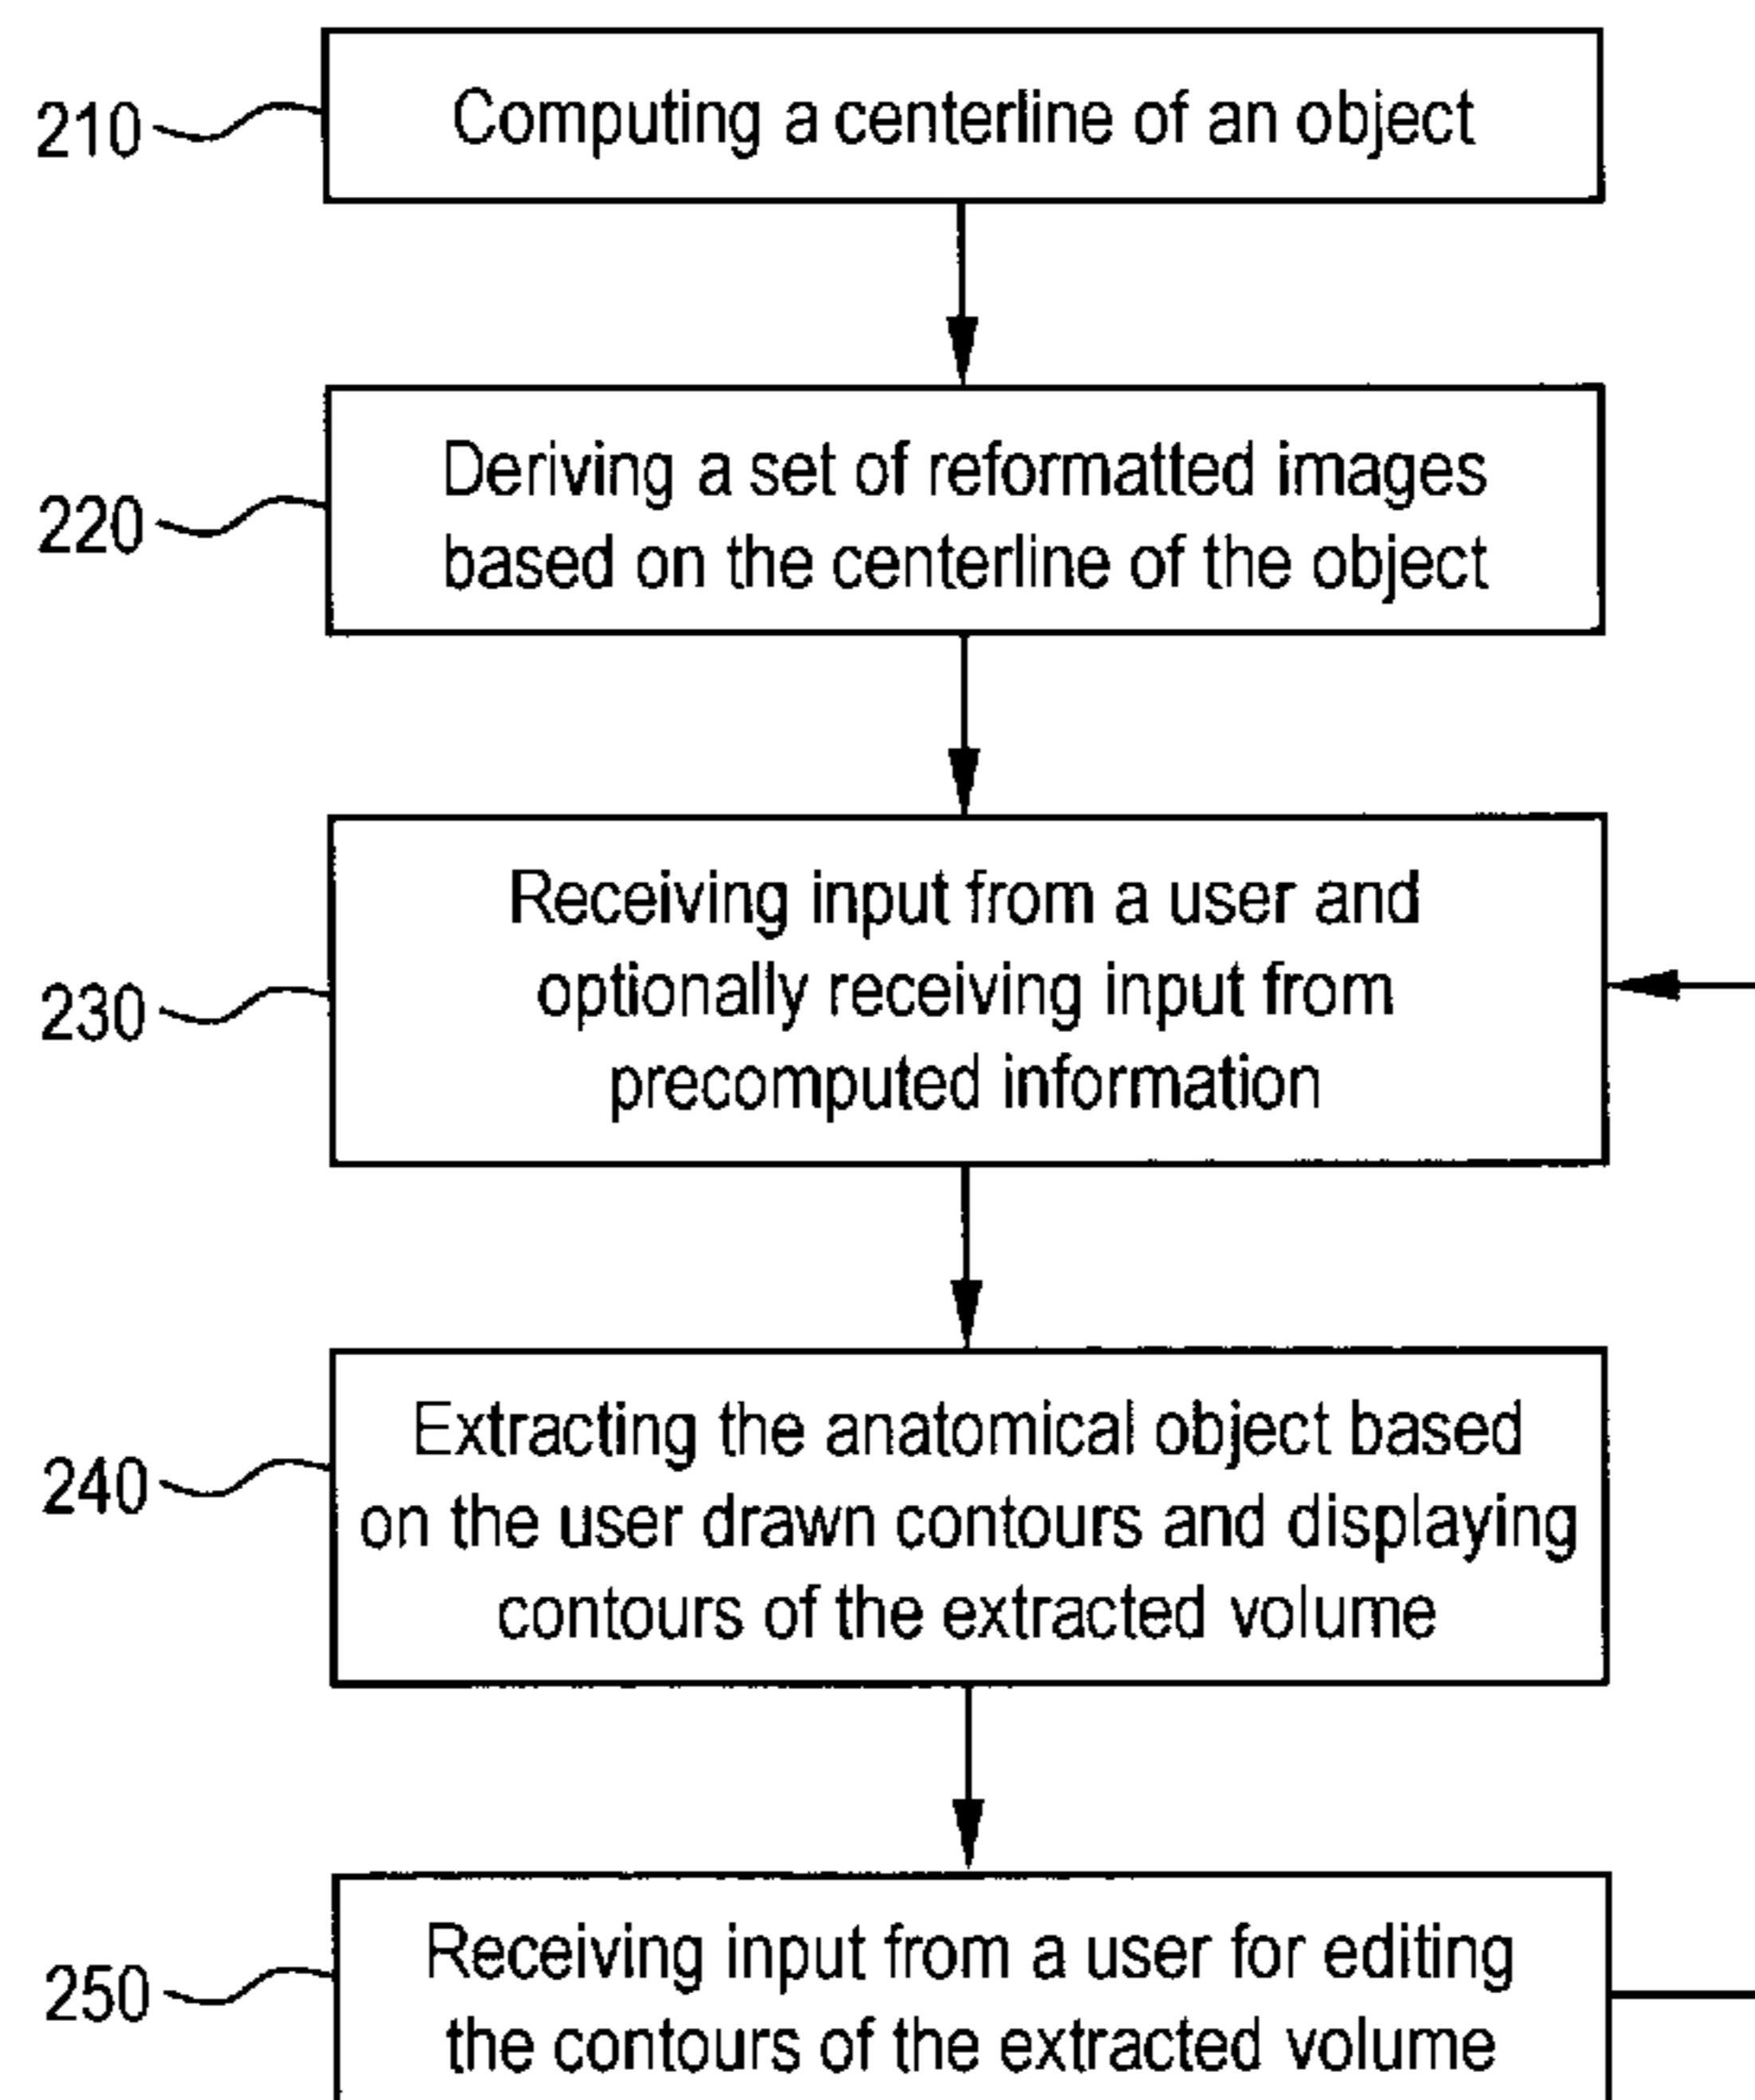 210
Computing a centerline of an object
220
Deriving a set of reformatted images
based on the centerline of the object
230
Receiving input from a user and
optionally receiving input from
precomputed information
240
Extracting the anatomical object based
on the user drawn contours and displaying
contours of the extracted volume
250
Receiving input from a user for editing
the contours of the extracted volume